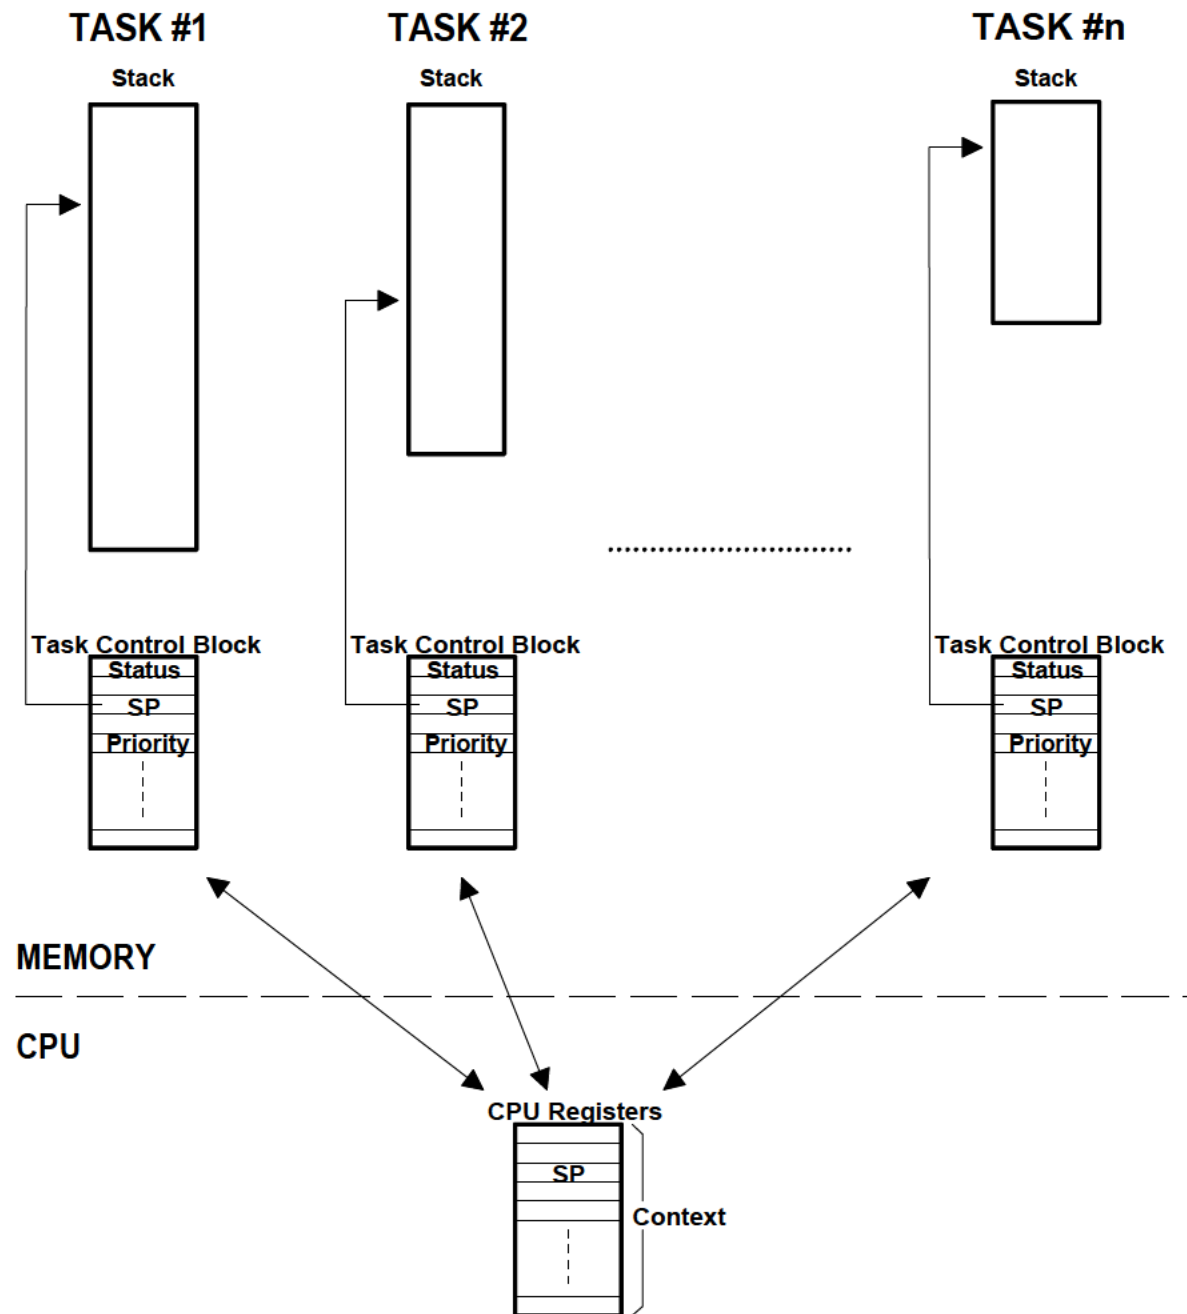 TASK #1
TASK #2
TASK #n
Stack
Stack
Stack
Task Control Block
Task Control Block
Task Control Block
Status
Status
Status
SP
SP
SP
Priority
Priority
Priority
MEMORY
CPU
CPU Registers
SP
Context